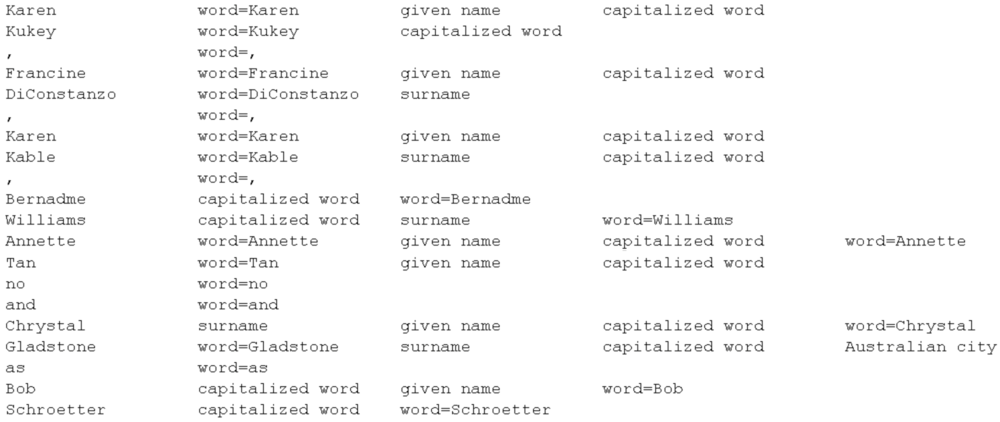 Karen word=Karen given name capitalized word
Kukey word=Kukey capitalized word
, word=,
Francine word=Francine given name capitalized word
DiConstanzo word=DiConstanzo surname
, word=,
Karen word=Karen given name capitalized word
Kable word=Kable surname capitalized word
, word=,
Bernadme capitalized word word=Bernadme
Williams capitalized word surname word=Williams
Annette word=Annette given name capitalized word word=Annette
Tan word=Tan given name capitalized word
no word=no
and word=and
Chrystal surname given name capitalized word word=Chrystal
Gladstone word=Gladstone surname capitalized word Australian city
as word=as
Bob capitalized word given name word=Bob
Schroetter capitalized word word=Schroetter